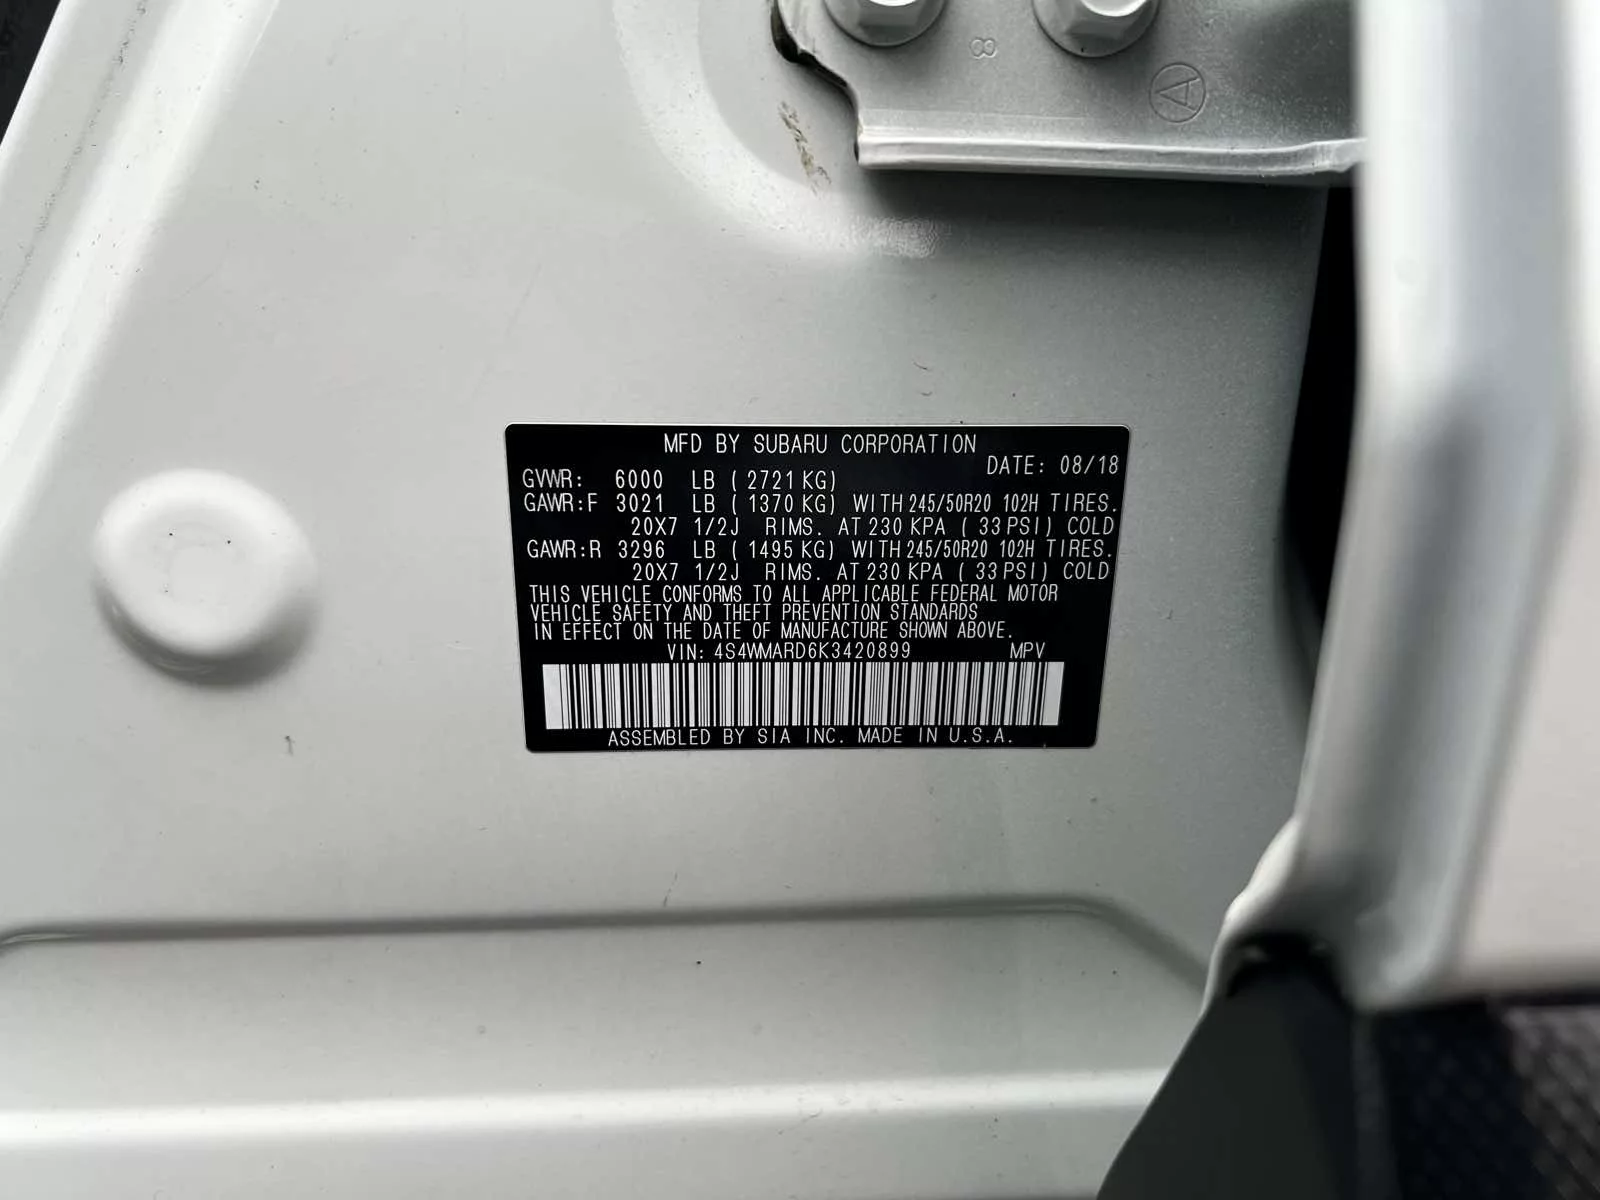 8
A
MFD BY SUBARU CORPORATION
DATE: 08/18
GVWR: 6000 LB ( 2721 KG)
GAWR:F 3021 LB ( 1370 KG) WITH 245/50R20 102H TIRES.
20X7 1/2J RIMS. AT 230 KPA ( 33 PSI) COLD
GAWR:R 3296 LB ( 1495 KG) WITH 245/50R20 102H TIRES.
20X7 1/2J RIMS. AT 230 KPA ( 33 PSI) COLD
THIS VEHICLE CONFORMS TO ALL APPLICABLE FEDERAL MOTOR
VEHICLE SAFETY AND THEFT PREVENTION STANDARDS
IN EFFECT ON THE DATE OF MANUFACTURE SHOWN ABOVE.
VIN: 4S4WMARD6K3420899 MPV
ASSEMBLED BY SIA INC. MADE IN U.S.A.